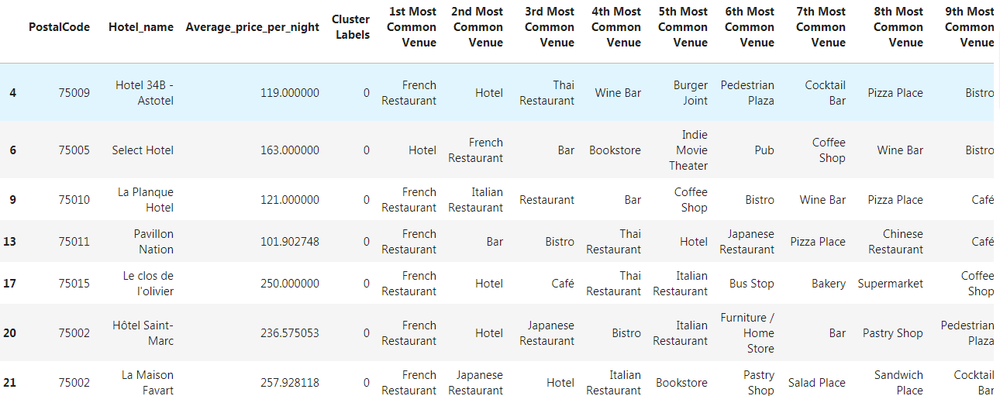 PostalCode Hotel_name Average_price_per_night Cluster Labels 1st Most Common Venue 2nd Most Common Venue 3rd Most Common Venue 4th Most Common Venue 5th Most Common Venue 6th Most Common Venue 7th Most Common Venue 8th Most Common Venue 9th Most Common Venue
4 75009 Hotel 34B - Astotel 119.000000 0 French Restaurant Hotel Thai Restaurant Wine Bar Burger Joint Pedestrian Plaza Cocktail Bar Pizza Place Bistro
6 75005 Select Hotel 163.000000 0 Hotel French Restaurant Bar Bookstore Indie Movie Theater Pub Coffee Shop Wine Bar Bistro
9 75010 La Planque Hotel 121.000000 0 French Restaurant Italian Restaurant Restaurant Bar Coffee Shop Bistro Wine Bar Pizza Place Café
13 75011 Pavillon Nation 101.902748 0 French Restaurant Bar Bistro Thai Restaurant Hotel Japanese Restaurant Pizza Place Chinese Restaurant Café
17 75015 Le clos de l'olivier 250.000000 0 French Restaurant Hotel Café Thai Restaurant Italian Restaurant Bus Stop Bakery Supermarket Coffee Shop
20 75002 Hôtel Saint-Marc 236.575053 0 French Restaurant Hotel Japanese Restaurant Bistro Italian Restaurant Furniture / Home Store Bar Pastry Shop Pedestrian Plaza
21 75002 La Maison Favart 257.928118 0 French Restaurant Japanese Restaurant Hotel Italian Restaurant Bookstore Pastry Shop Salad Place Sandwich Place Cocktail Bar